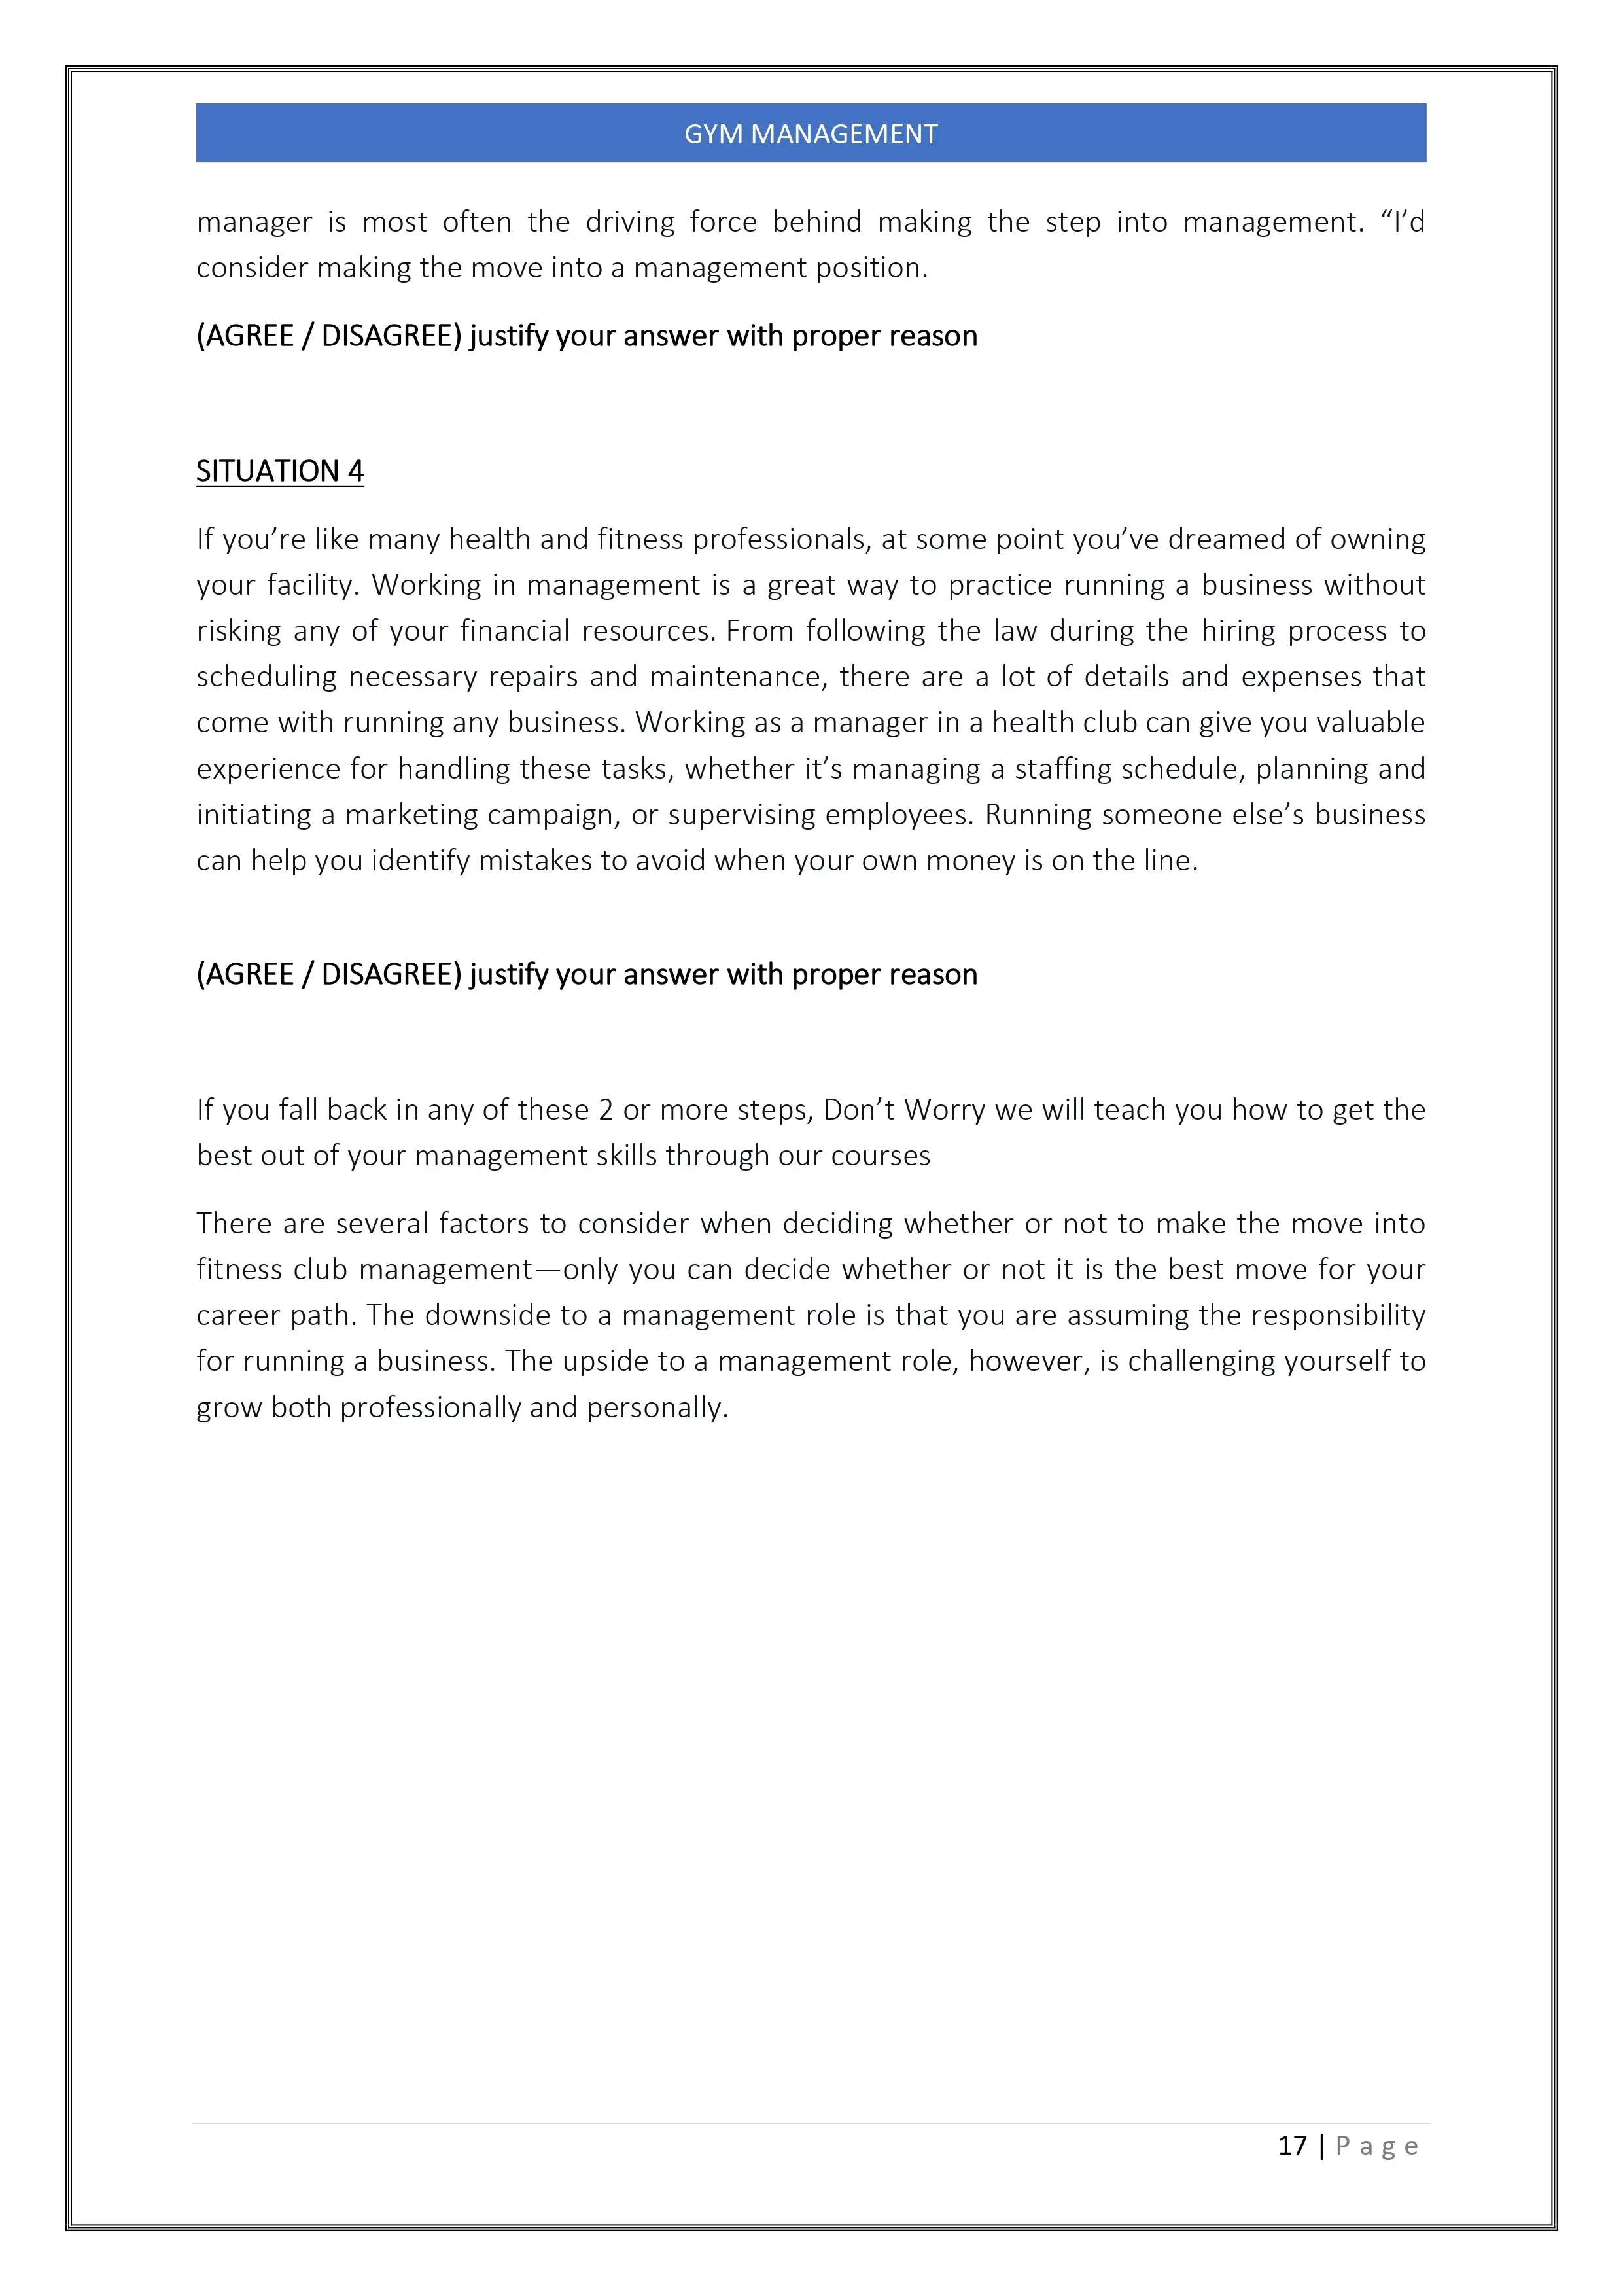 GYM MANAGEMENT
manager is most often the driving force behind making the step into management. “I’d
consider making the move into a management position.
(AGREE / DISAGREE) justify your answer with proper reason
SITUATION 4
If you’re like many health and fitness professionals, at some point you’ve dreamed of owning
your facility. Working in management is a great way to practice running a business without
risking any of your financial resources. From following the law during the hiring process to
scheduling necessary repairs and maintenance, there are a lot of details and expenses that
come with running any business. Working as a manager in a health club can give you valuable
experience for handling these tasks, whether it’s managing a staffing schedule, planning and
initiating a marketing campaign, or supervising employees. Running someone else’s business
can help you identify mistakes to avoid when your own money is on the line.
(AGREE / DISAGREE) justify your answer with proper reason
If you fall back in any of these 2 or more steps, Don’t Worry we will teach you how to get the
best out of your management skills through our courses
There are several factors to consider when deciding whether or not to make the move into
fitness club management—only you can decide whether or not it is the best move for your
career path. The downside to a management role is that you are assuming the responsibility
for running a business. The upside to a management role, however, is challenging yourself to
grow both professionally and personally.
17 | P a g e